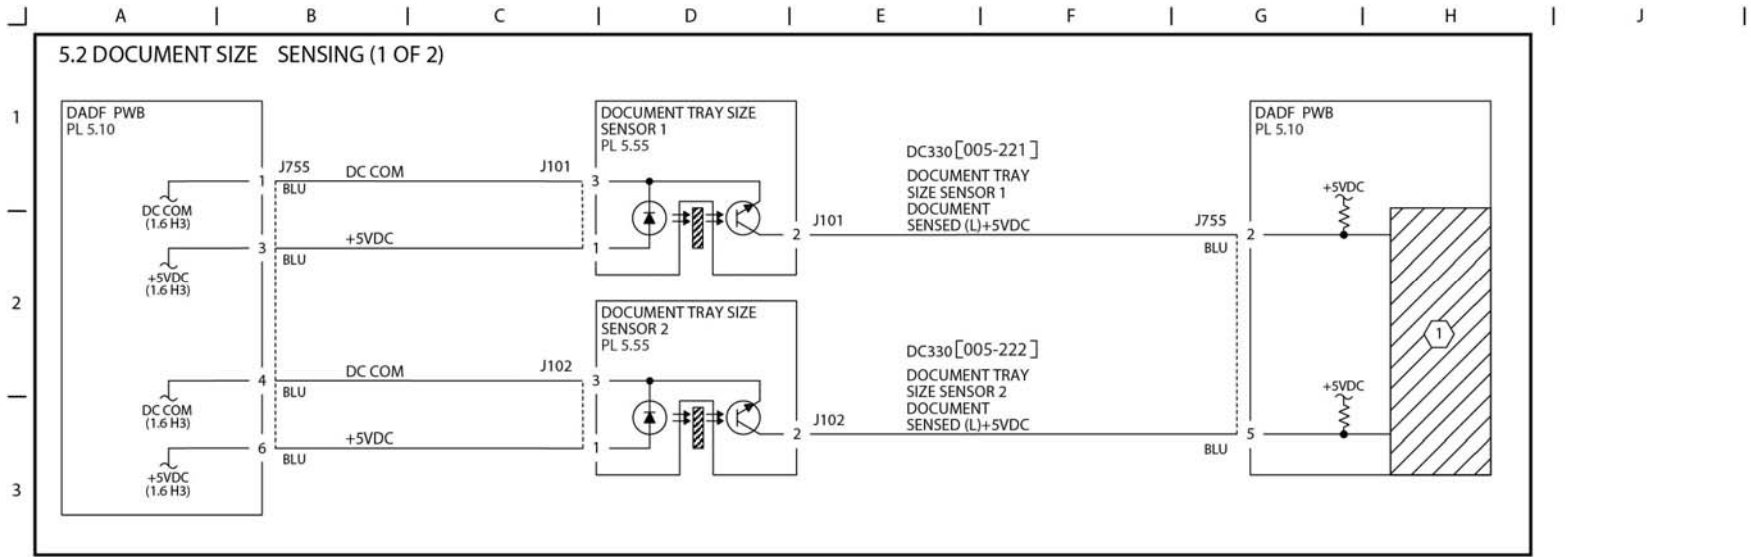 A B C D E F G H J
5.2 DOCUMENT SIZE SENSING (1 OF 2)
1
2
3
DADF PWB
PL 5.10
DC COM
(1.6 H3)
+5VDC
(1.6 H3)
DC COM
(1.6 H3)
+5VDC
(1.6 H3)
1
3
4
6
J755
BLU
BLU
BLU
BLU
DC COM
+5VDC
DC COM
+5VDC
J101
J102
DOCUMENT TRAY SIZE
SENSOR 1
PL 5.55
3
1
2
J101
DOCUMENT TRAY SIZE
SENSOR 2
PL 5.55
3
1
2
J102
DC330 [005-221]
DOCUMENT TRAY
SIZE SENSOR 1
DOCUMENT
SENSED (L)+5VDC
DC330 [005-222]
DOCUMENT TRAY
SIZE SENSOR 2
DOCUMENT
SENSED (L)+5VDC
J755
BLU
BLU
DADF PWB
PL 5.10
2
5
+5VDC
+5VDC
1